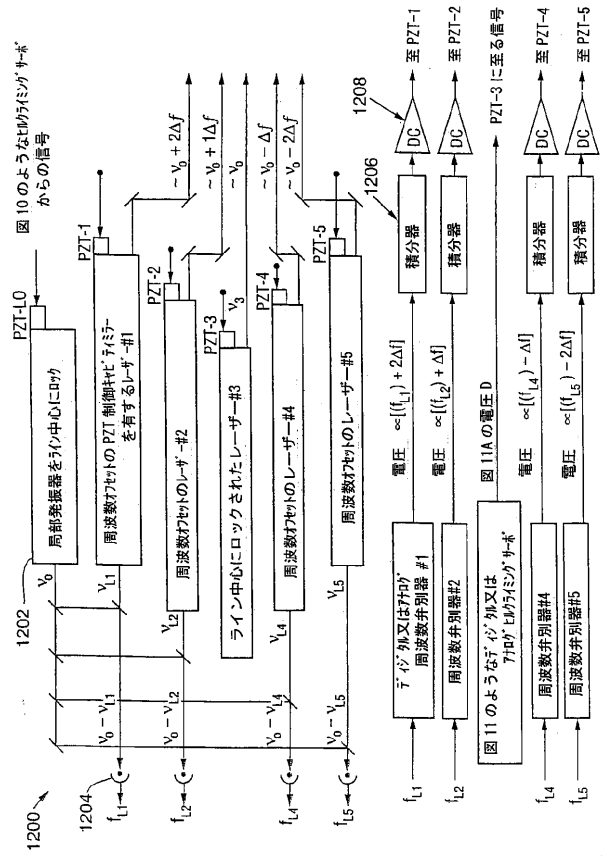 1200
図 10 のようなヒルクライミングサーボ
からの信号
PZT-LO
1202
局部発振器をライン中心にロック
ν0
PZT-1
周波数オフセットの PZT 制御キャビティミラー
を有するレーザー#1
νL1
~ ν0 + 2Δf
PZT-2
周波数オフセットのレーザー#2
νL2
~ ν0 + 1Δf
PZT-3
ν3
ライン中心にロックされたレーザー#3
~ ν0
PZT-4
周波数オフセットのレーザー#4
νL4
~ ν0 − Δf
PZT-5
周波数オフセットのレーザー#5
νL5
~ ν0 − 2Δf
ν0 − νL1
ν0 − νL2
ν0 − νL4
ν0 − νL5
1204
fL1
fL2
fL4
fL5
1206
1208
fL1
ディジタル又はアナログ
周波数弁別器 #1
電圧 ∝[(fL1) + 2Δf]
積分器
DC
至 PZT-1
fL2
周波数弁別器#2
電圧 ∝[(fL2) + Δf]
積分器
DC
至 PZT-2
図 11 のようなディジタル又は
アナログ ヒルクライミングサーボ
図 11A の電圧 D
PZT-3 に至る信号
fL4
周波数弁別器#4
電圧 ∝[(fL4) − Δf]
積分器
DC
至 PZT-4
fL5
周波数弁別器#5
電圧 ∝[(fL5) − 2Δf]
積分器
DC
至 PZT-5